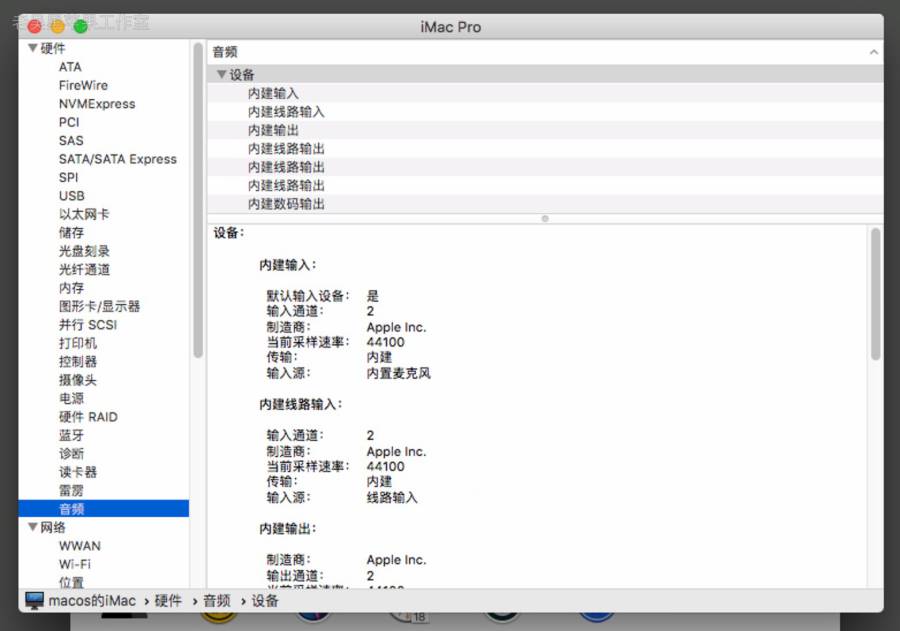 iMac Pro
硬件
ATA
FireWire
NVMExpress
PCI
SAS
SATA/SATA Express
SPI
USB
以太网卡
储存
光盘刻录
光纤通道
内存
图形卡/显示器
并行 SCSI
打印机
控制器
摄像头
电源
硬件 RAID
蓝牙
诊断
读卡器
雷雳
音频
网络
WWAN
Wi-Fi
位置
音频
设备
内建输入
内建线路输入
内建输出
内建线路输出
内建线路输出
内建线路输出
内建数码输出
设备：
内建输入：
默认输入设备： 是
输入通道： 2
制造商： Apple Inc.
当前采样速率： 44100
传输： 内建
输入源： 内置麦克风
内建线路输入：
输入通道： 2
制造商： Apple Inc.
当前采样速率： 44100
传输： 内建
输入源： 线路输入
内建输出：
制造商： Apple Inc.
输出通道： 2
当前采样速率： 44100
macos的iMac › 硬件 › 音频 › 设备
18